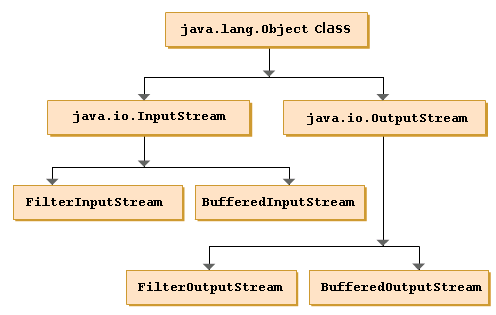 java.lang.Object class
java.io.InputStream
java.io.OutputStream
FilterInputStream
BufferedInputStream
FilterOutputStream
BufferedOutputStream